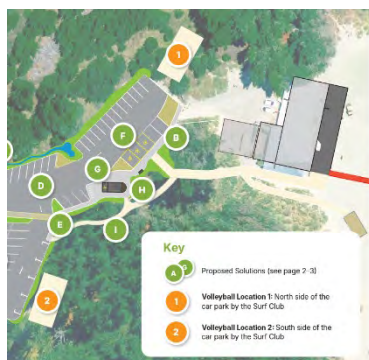 1
B
F
G
H
D
E
I
2
Key
A G Proposed Solutions (see page 2-3)
1 Volleyball Location 1: North side of the
car park by the Surf Club
2 Volleyball Location 2: South side of the
car park by the Surf Club